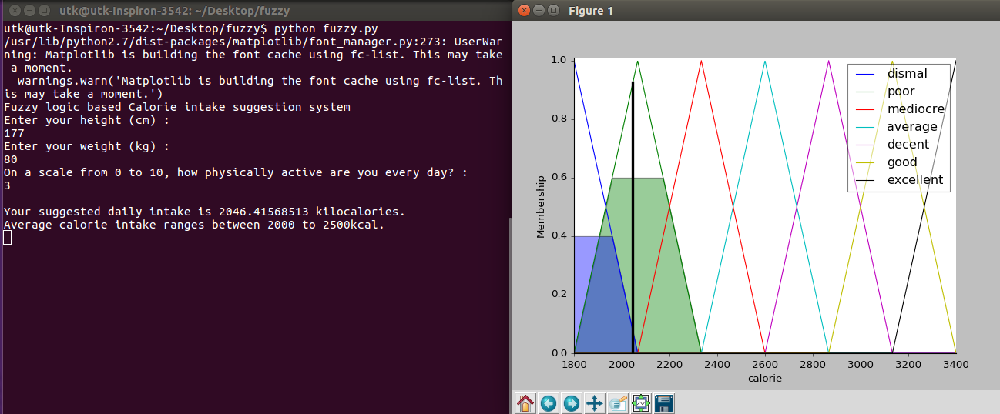 utk@utk-Inspiron-3542: ~/Desktop/fuzzy
utk@utk-Inspiron-3542:~/Desktop/fuzzy$ python fuzzy.py
/usr/lib/python2.7/dist-packages/matplotlib/font_manager.py:273: UserWar
ning: Matplotlib is building the font cache using fc-list. This may take
 a moment.
  warnings.warn('Matplotlib is building the font cache using fc-list. Th
is may take a moment.')
Fuzzy logic based Calorie intake suggestion system
Enter your height (cm) :
177
Enter your weight (kg) :
80
On a scale from 0 to 10, how physically active are you every day? :
3
Your suggested daily intake is 2046.41568513 kilocalories.
Average calorie intake ranges between 2000 to 2500kcal.
Figure 1
1.0
0.8
0.6
0.4
0.2
0.0
Membership
dismal
poor
mediocre
average
decent
good
excellent
1800 2000 2200 2400 2600 2800 3000 3200 3400
calorie